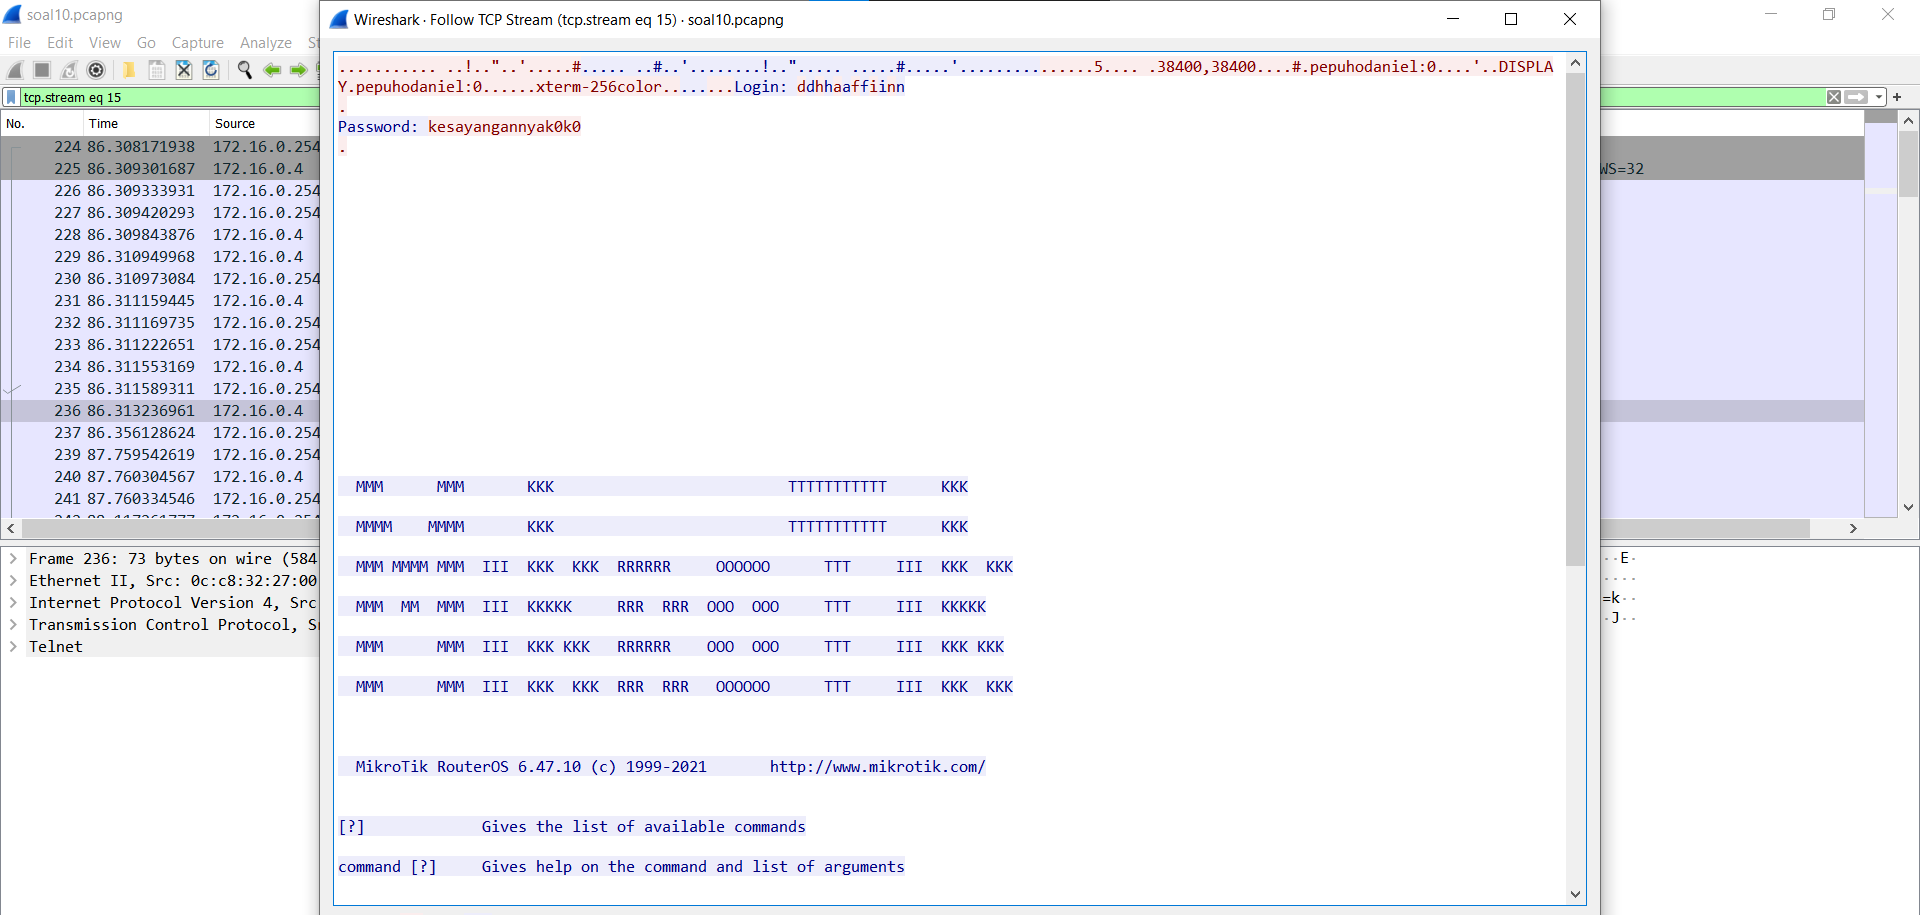 soal10.pcapng
File Edit View Go Capture Analyze St
tcp.stream eq 15
No. Time Source
224 86.308171938 172.16.0.254
225 86.309301687 172.16.0.4
226 86.309333931 172.16.0.254
227 86.309420293 172.16.0.254
228 86.309843876 172.16.0.4
229 86.310949968 172.16.0.4
230 86.310973084 172.16.0.254
231 86.311159445 172.16.0.4
232 86.311169735 172.16.0.254
233 86.311222651 172.16.0.254
234 86.311553169 172.16.0.4
235 86.311589311 172.16.0.254
236 86.313236961 172.16.0.4
237 86.356128624 172.16.0.254
239 87.759542619 172.16.0.254
240 87.760304567 172.16.0.4
241 87.760334546 172.16.0.254
Frame 236: 73 bytes on wire (584
Ethernet II, Src: 0c:c8:32:27:00
Internet Protocol Version 4, Src
Transmission Control Protocol, Sr
Telnet
Wireshark · Follow TCP Stream (tcp.stream eq 15) · soal10.pcapng
........... ..!.."..'.....#..... ..#..'........!.."..... .....#.....'...............5.... .38400,38400....#.pepuhodaniel:0....'..DISPLA
Y.pepuhodaniel:0......xterm-256color........Login: ddhhaaffiinn
.
Password: kesayangannyak0k0
.
MMM      MMM       KKK                          TTTTTTTTTTT      KKK
MMMM    MMMM       KKK                          TTTTTTTTTTT      KKK
MMM MMMM MMM  III  KKK  KKK  RRRRRR     OOOOOO      TTT     III  KKK  KKK
MMM  MM  MMM  III  KKKKK     RRR  RRR  OOO  OOO     TTT     III  KKKKK
MMM      MMM  III  KKK KKK   RRRRRR    OOO  OOO     TTT     III  KKK KKK
MMM      MMM  III  KKK  KKK  RRR  RRR   OOOOOO      TTT     III  KKK  KKK
MikroTik RouterOS 6.47.10 (c) 1999-2021       http://www.mikrotik.com/
[?]             Gives the list of available commands
command [?]     Gives help on the command and list of arguments
WS=32
··E·
····
=k··
·J··